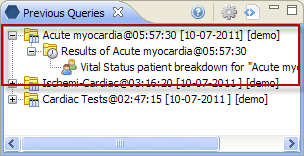 Previous Queries
Acute myocardia@05:57:30 [10-07-2011] [demo]
Results of Acute myocardia@05:57:30
Vital Status patient breakdown for "Acute myo
Ischemi-Cardiac@03:16:20 [10-07-2011] [demo]
Cardiac Tests@02:47:15 [10-07-2011] [demo]